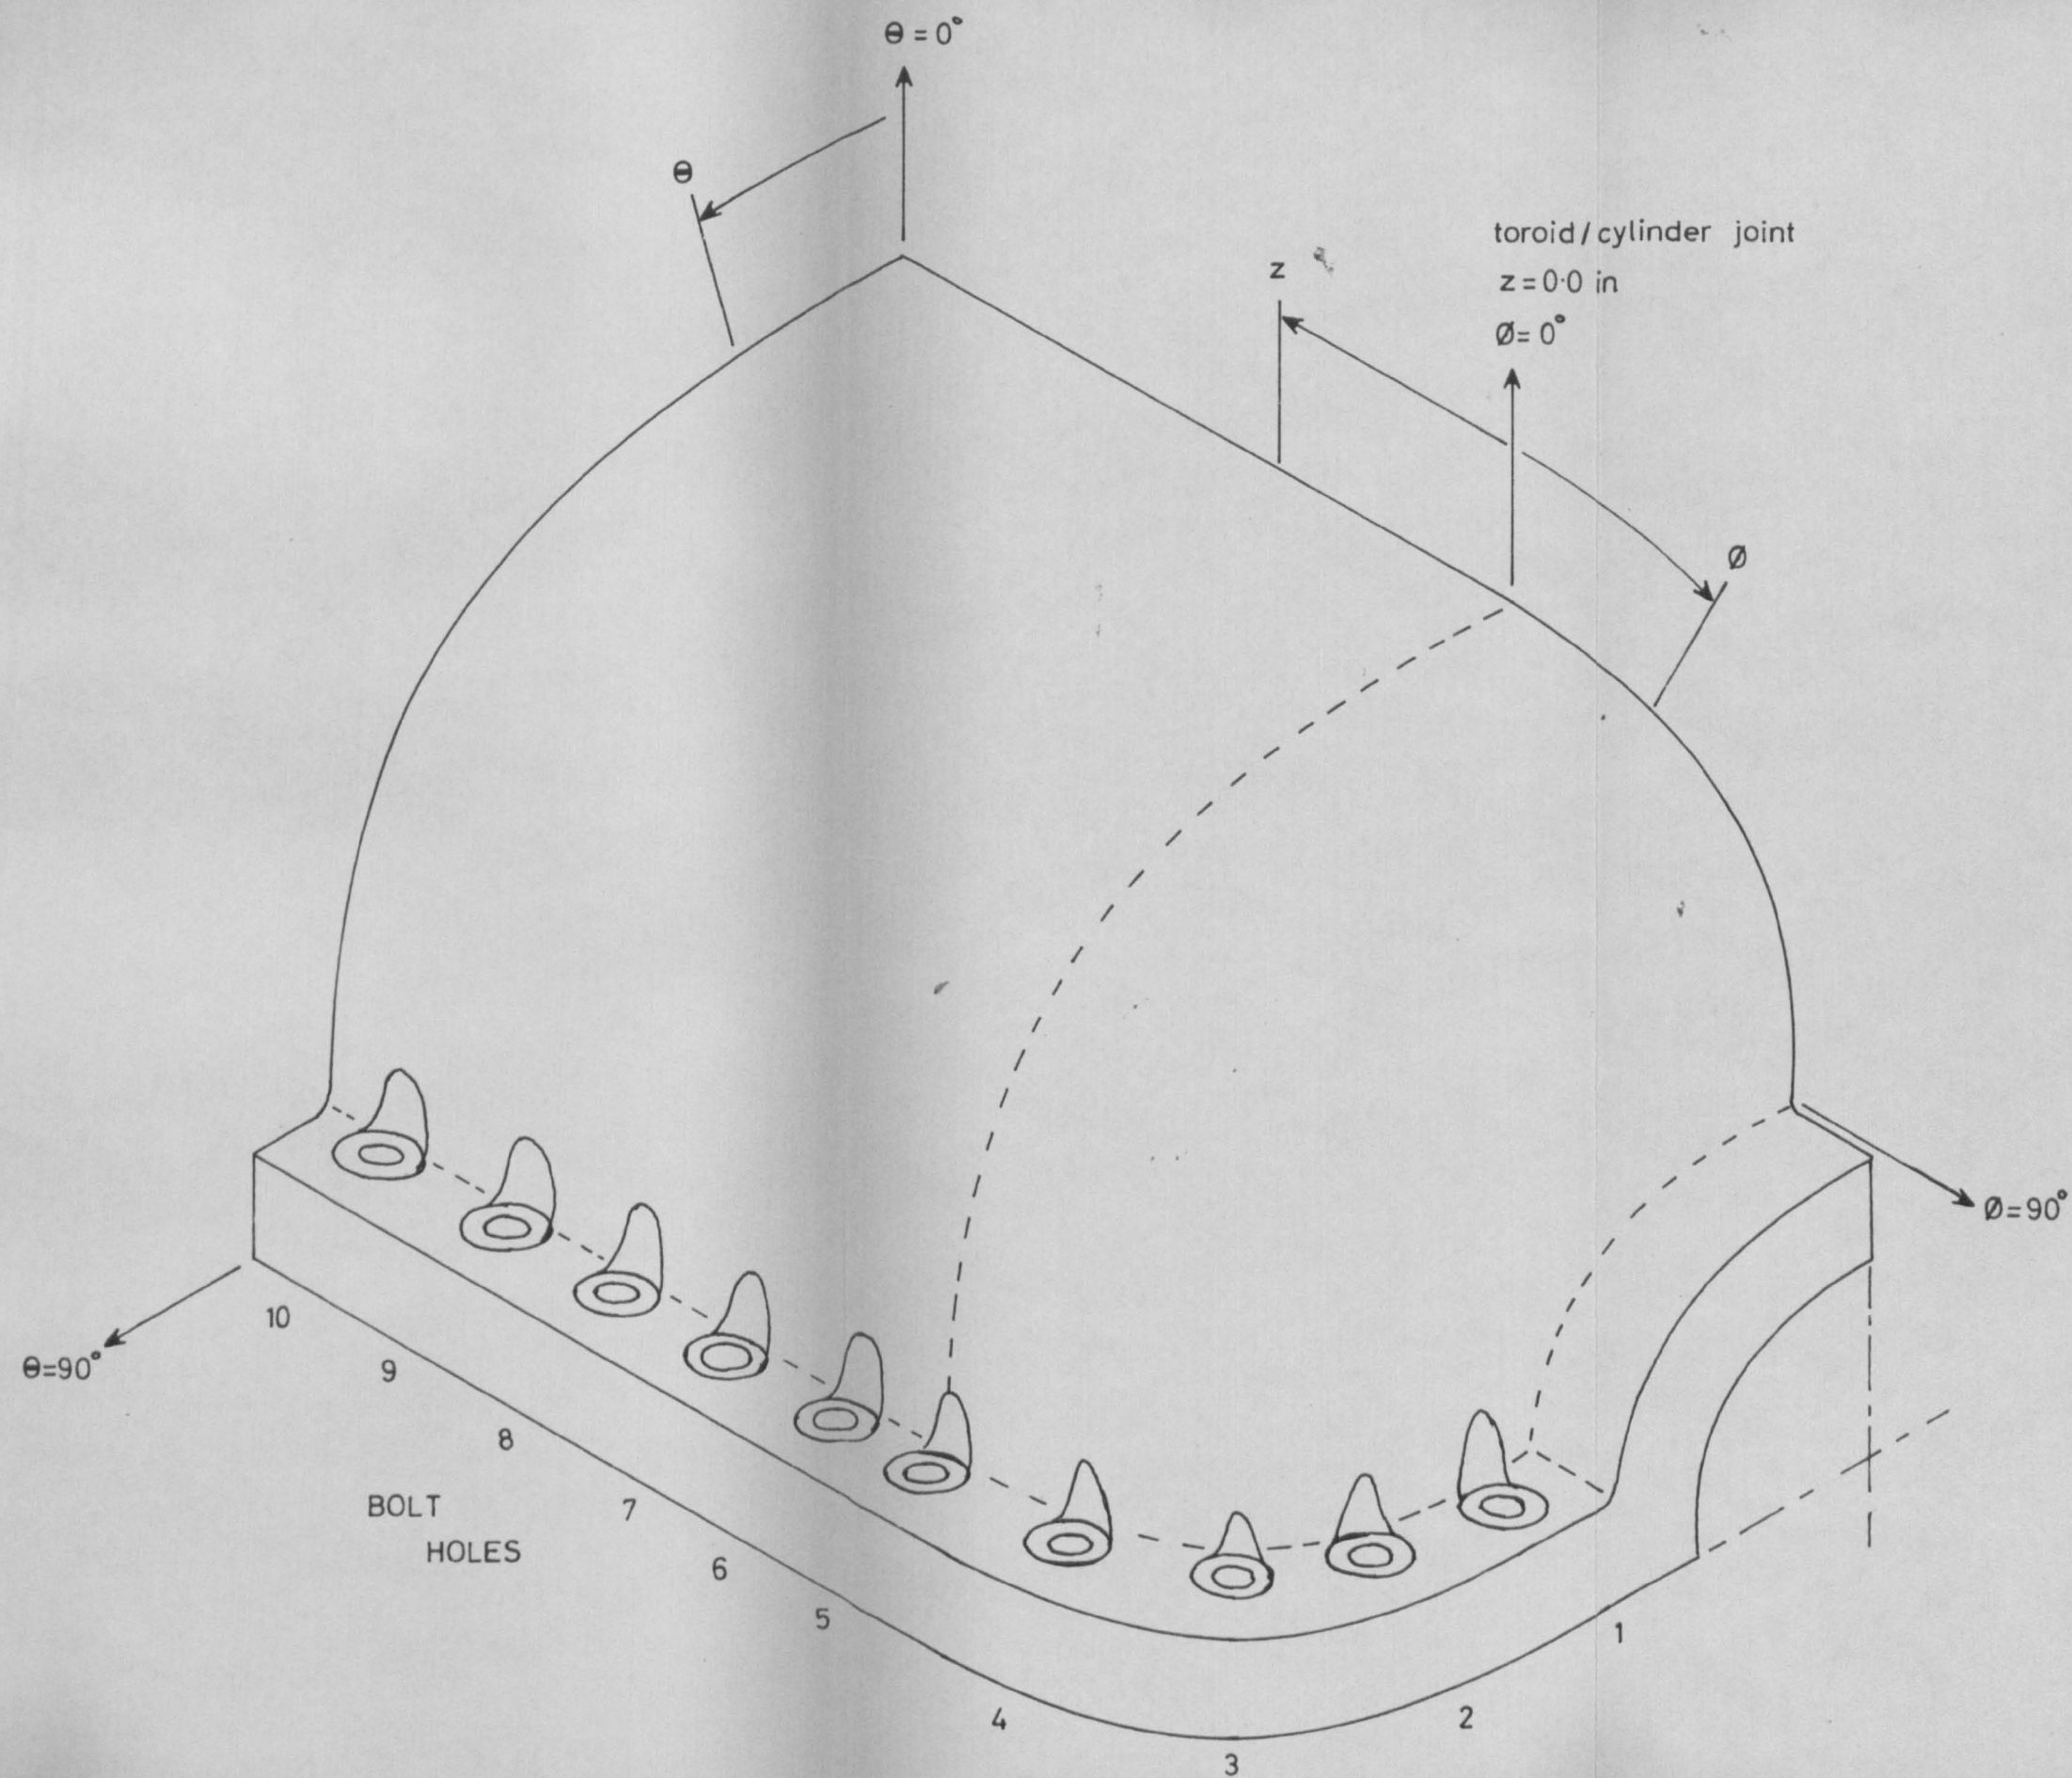 Θ = 0°
Θ
toroid/cylinder joint
z = 0·0 in
Ø = 0°
z
Ø
Ø=90°
Θ=90°
10
9
8
7
6
5
4
3
2
1
BOLT
HOLES